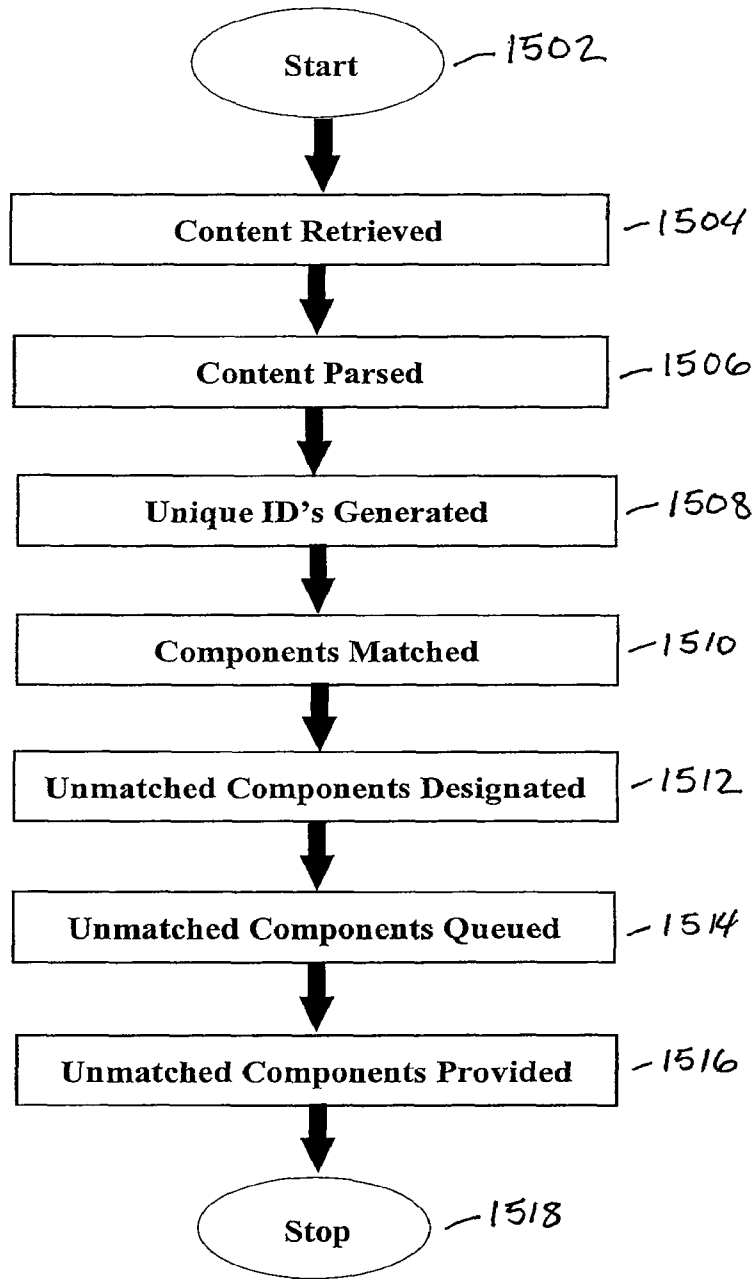 Start 1502
Content Retrieved 1504
Content Parsed 1506
Unique ID's Generated 1508
Components Matched 1510
Unmatched Components Designated 1512
Unmatched Components Queued 1514
Unmatched Components Provided 1516
Stop 1518